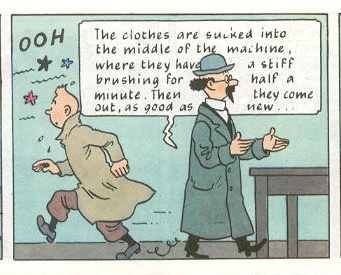 OOH
The clothes are sucked into
the middle of the machine,
where they have a stiff
brushing for half a
minute. Then they come
out, as good as new...